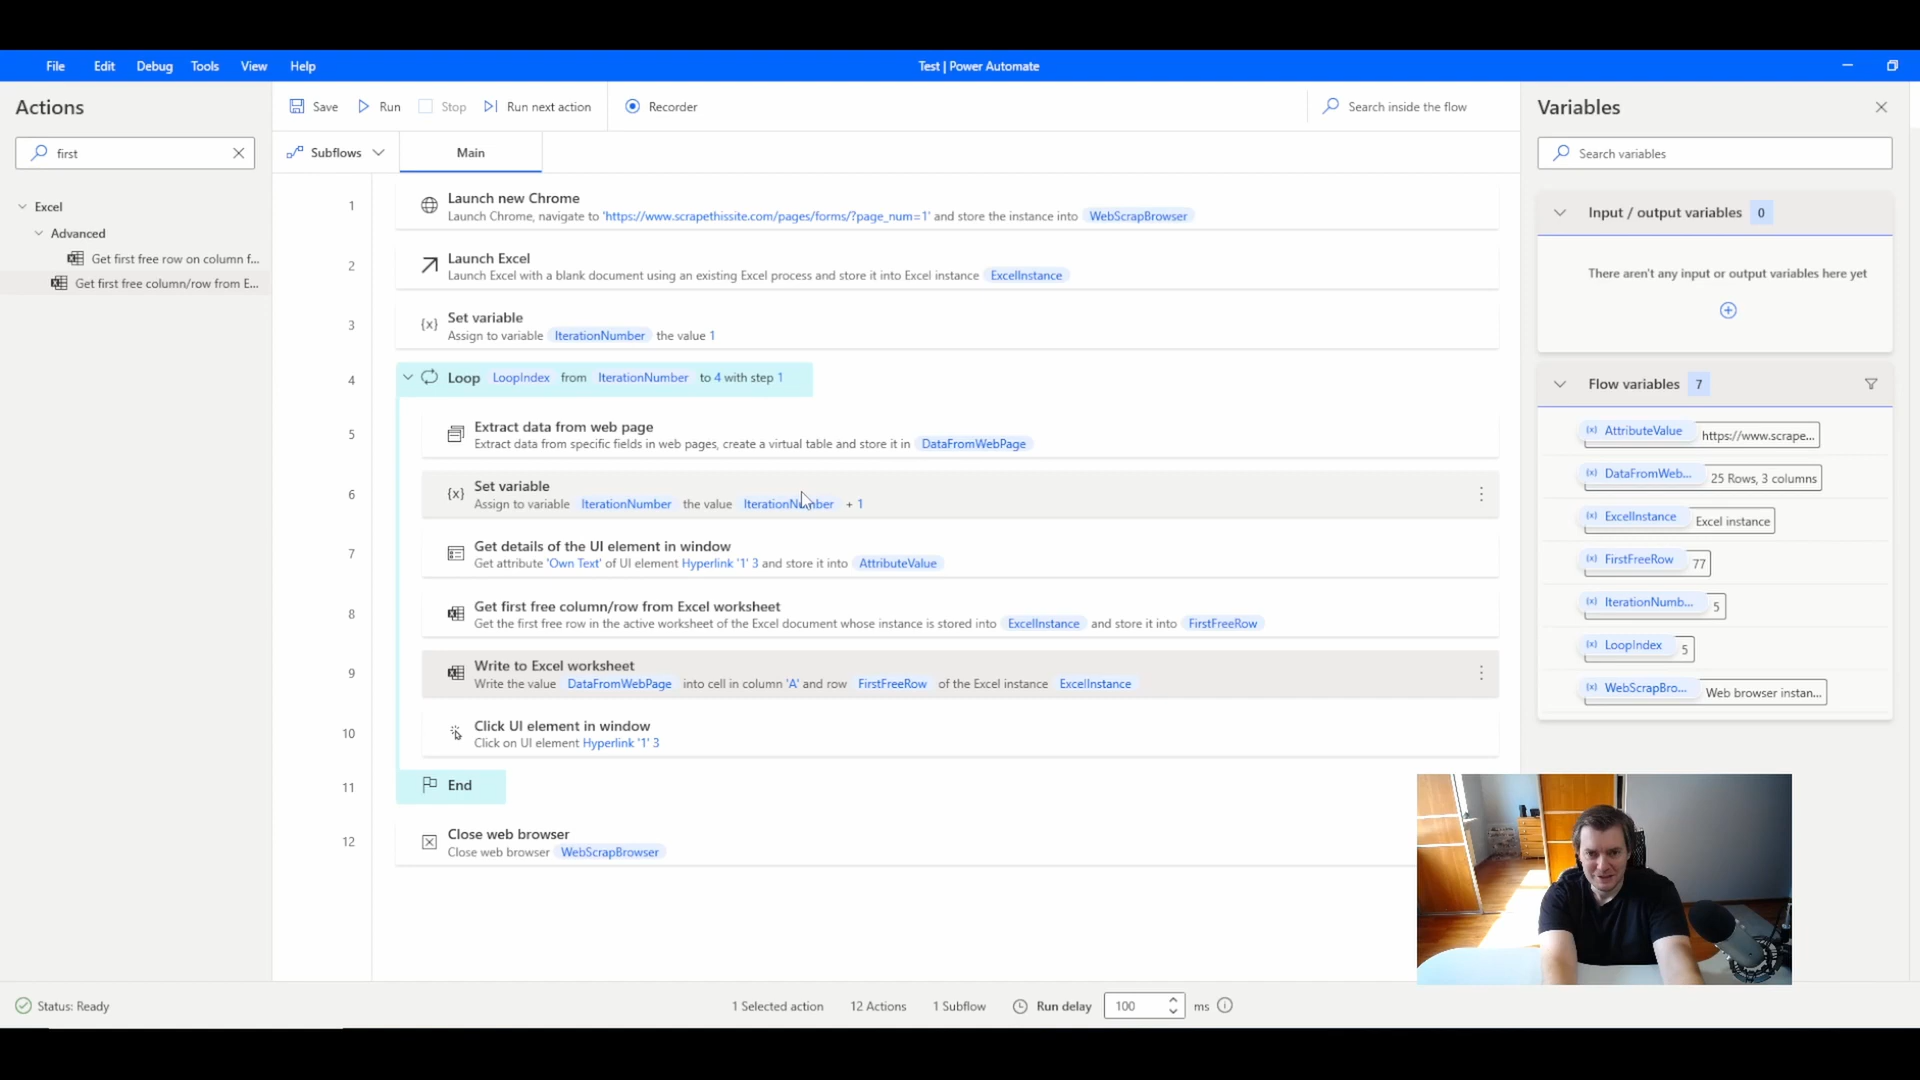 File Edit Debug Tools View Help
Test | Power Automate
Actions
Save Run Stop Run next action Recorder
Search inside the flow
Variables
first
Subflows
Main
Search variables
Excel
Advanced
Get first free row on column f...
Get first free column/row from E...
1
Launch new Chrome
Launch Chrome, navigate to 'https://www.scrapethissite.com/pages/forms/?page_num=1' and store the instance into WebScrapBrowser
2
Launch Excel
Launch Excel with a blank document using an existing Excel process and store it into Excel instance ExcelInstance
3
{x} Set variable
Assign to variable IterationNumber the value 1
4
Loop LoopIndex from IterationNumber to 4 with step 1
5
Extract data from web page
Extract data from specific fields in web pages, create a virtual table and store it in DataFromWebPage
6
{x} Set variable
Assign to variable IterationNumber the value IterationNumber + 1
7
Get details of the UI element in window
Get attribute 'Own Text' of UI element Hyperlink '1' 3 and store it into AttributeValue
8
Get first free column/row from Excel worksheet
Get the first free row in the active worksheet of the Excel document whose instance is stored into ExcelInstance and store it into FirstFreeRow
9
Write to Excel worksheet
Write the value DataFromWebPage into cell in column 'A' and row FirstFreeRow of the Excel instance ExcelInstance
10
Click UI element in window
Click on UI element Hyperlink '1' 3
11
End
12
Close web browser
Close web browser WebScrapBrowser
Input / output variables 0
There aren't any input or output variables here yet
Flow variables 7
(x) AttributeValue https://www.scrape...
(x) DataFromWeb... 25 Rows, 3 columns
(x) ExcelInstance Excel instance
(x) FirstFreeRow 77
(x) IterationNumb... 5
(x) LoopIndex 5
(x) WebScrapBro... Web browser instan...
Status: Ready
1 Selected action 12 Actions 1 Subflow Run delay 100 ms